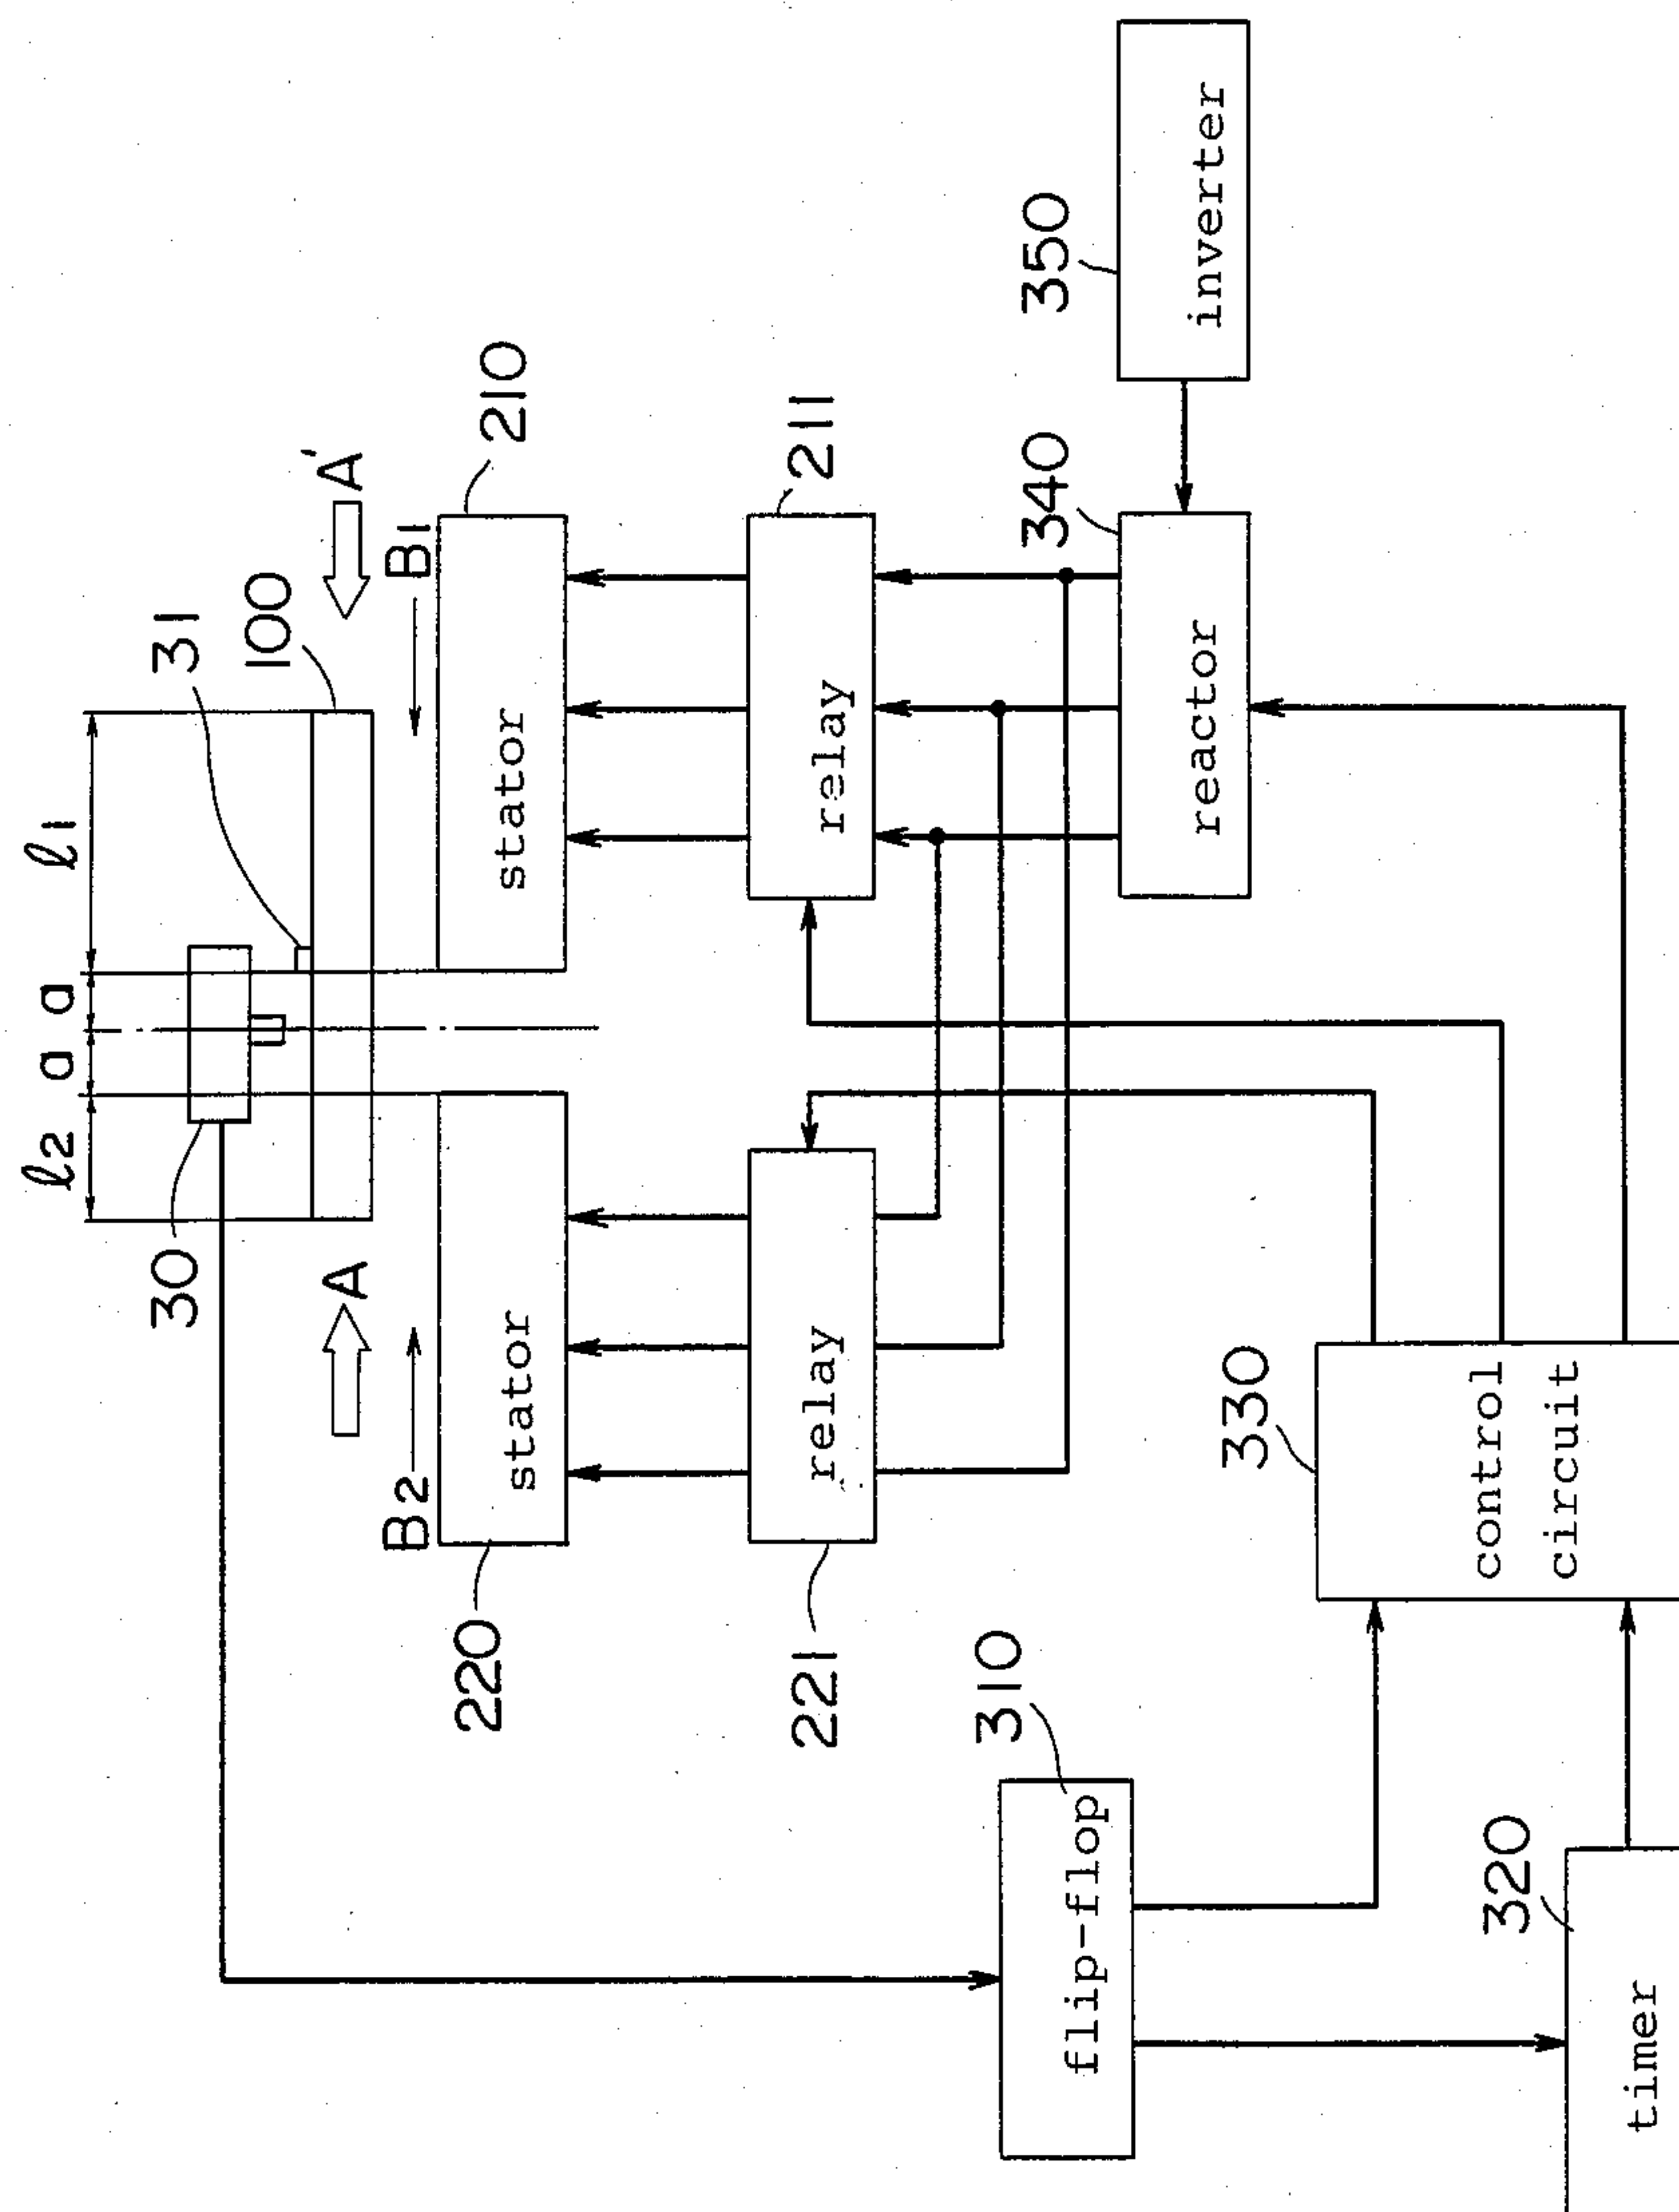 ℓ2
a
a
ℓ1
30
31
100
A
A'
B2
B1
220
stator
210
stator
221
relay
211
relay
310
flip-flop
340
reactor
350
inverter
330
control
circuit
320
timer